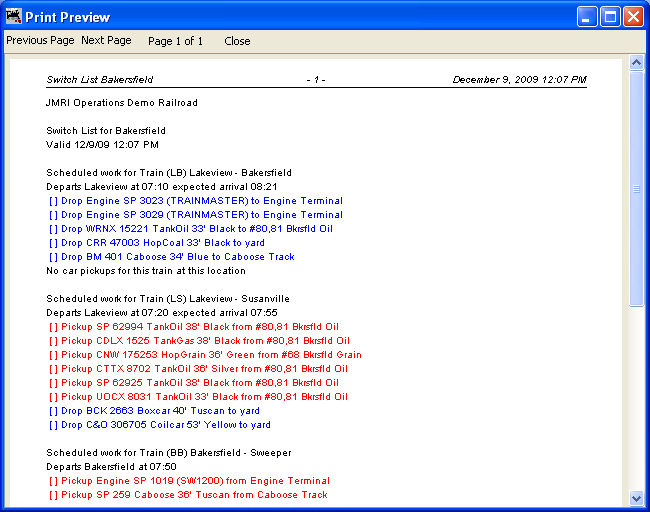 Print Preview
Previous Page Next Page Page 1 of 1 Close
Switch List Bakersfield - 1 - December 9, 2009 12:07 PM
JMRI Operations Demo Railroad
Switch List for Bakersfield
Valid 12/9/09 12:07 PM
Scheduled work for Train (LB) Lakeview - Bakersfield
Departs Lakeview at 07:10 expected arrival 08:21
[ ] Drop Engine SP 3023 (TRAINMASTER) to Engine Terminal
[ ] Drop Engine SP 3029 (TRAINMASTER) to Engine Terminal
[ ] Drop WRNX 15221 TankOil 33' Black to #80,81 Bkrsfld Oil
[ ] Drop CRR 47003 HopCoal 33' Black to yard
[ ] Drop BM 401 Caboose 34' Blue to Caboose Track
No car pickups for this train at this location
Scheduled work for Train (LS) Lakeview - Susanville
Departs Lakeview at 07:20 expected arrival 07:55
[ ] Pickup SP 62994 TankOil 38' Black from #80,81 Bkrsfld Oil
[ ] Pickup CDLX 1525 TankGas 38' Black from #80,81 Bkrsfld Oil
[ ] Pickup CNW 175253 HopGrain 36' Green from #68 Bkrsfld Grain
[ ] Pickup CTTX 8702 TankOil 36' Silver from #80,81 Bkrsfld Oil
[ ] Pickup SP 62925 TankOil 38' Black from #80,81 Bkrsfld Oil
[ ] Pickup UOCX 8031 TankOil 33' Black from #80,81 Bkrsfld Oil
[ ] Drop BCK 2663 Boxcar 40' Tuscan to yard
[ ] Drop C&O 306705 Coilcar 53' Yellow to yard
Scheduled work for Train (BB) Bakersfield - Sweeper
Departs Bakersfield at 07:50
[ ] Pickup Engine SP 1019 (SW1200) from Engine Terminal
[ ] Pickup SP 259 Caboose 36' Tuscan from Caboose Track